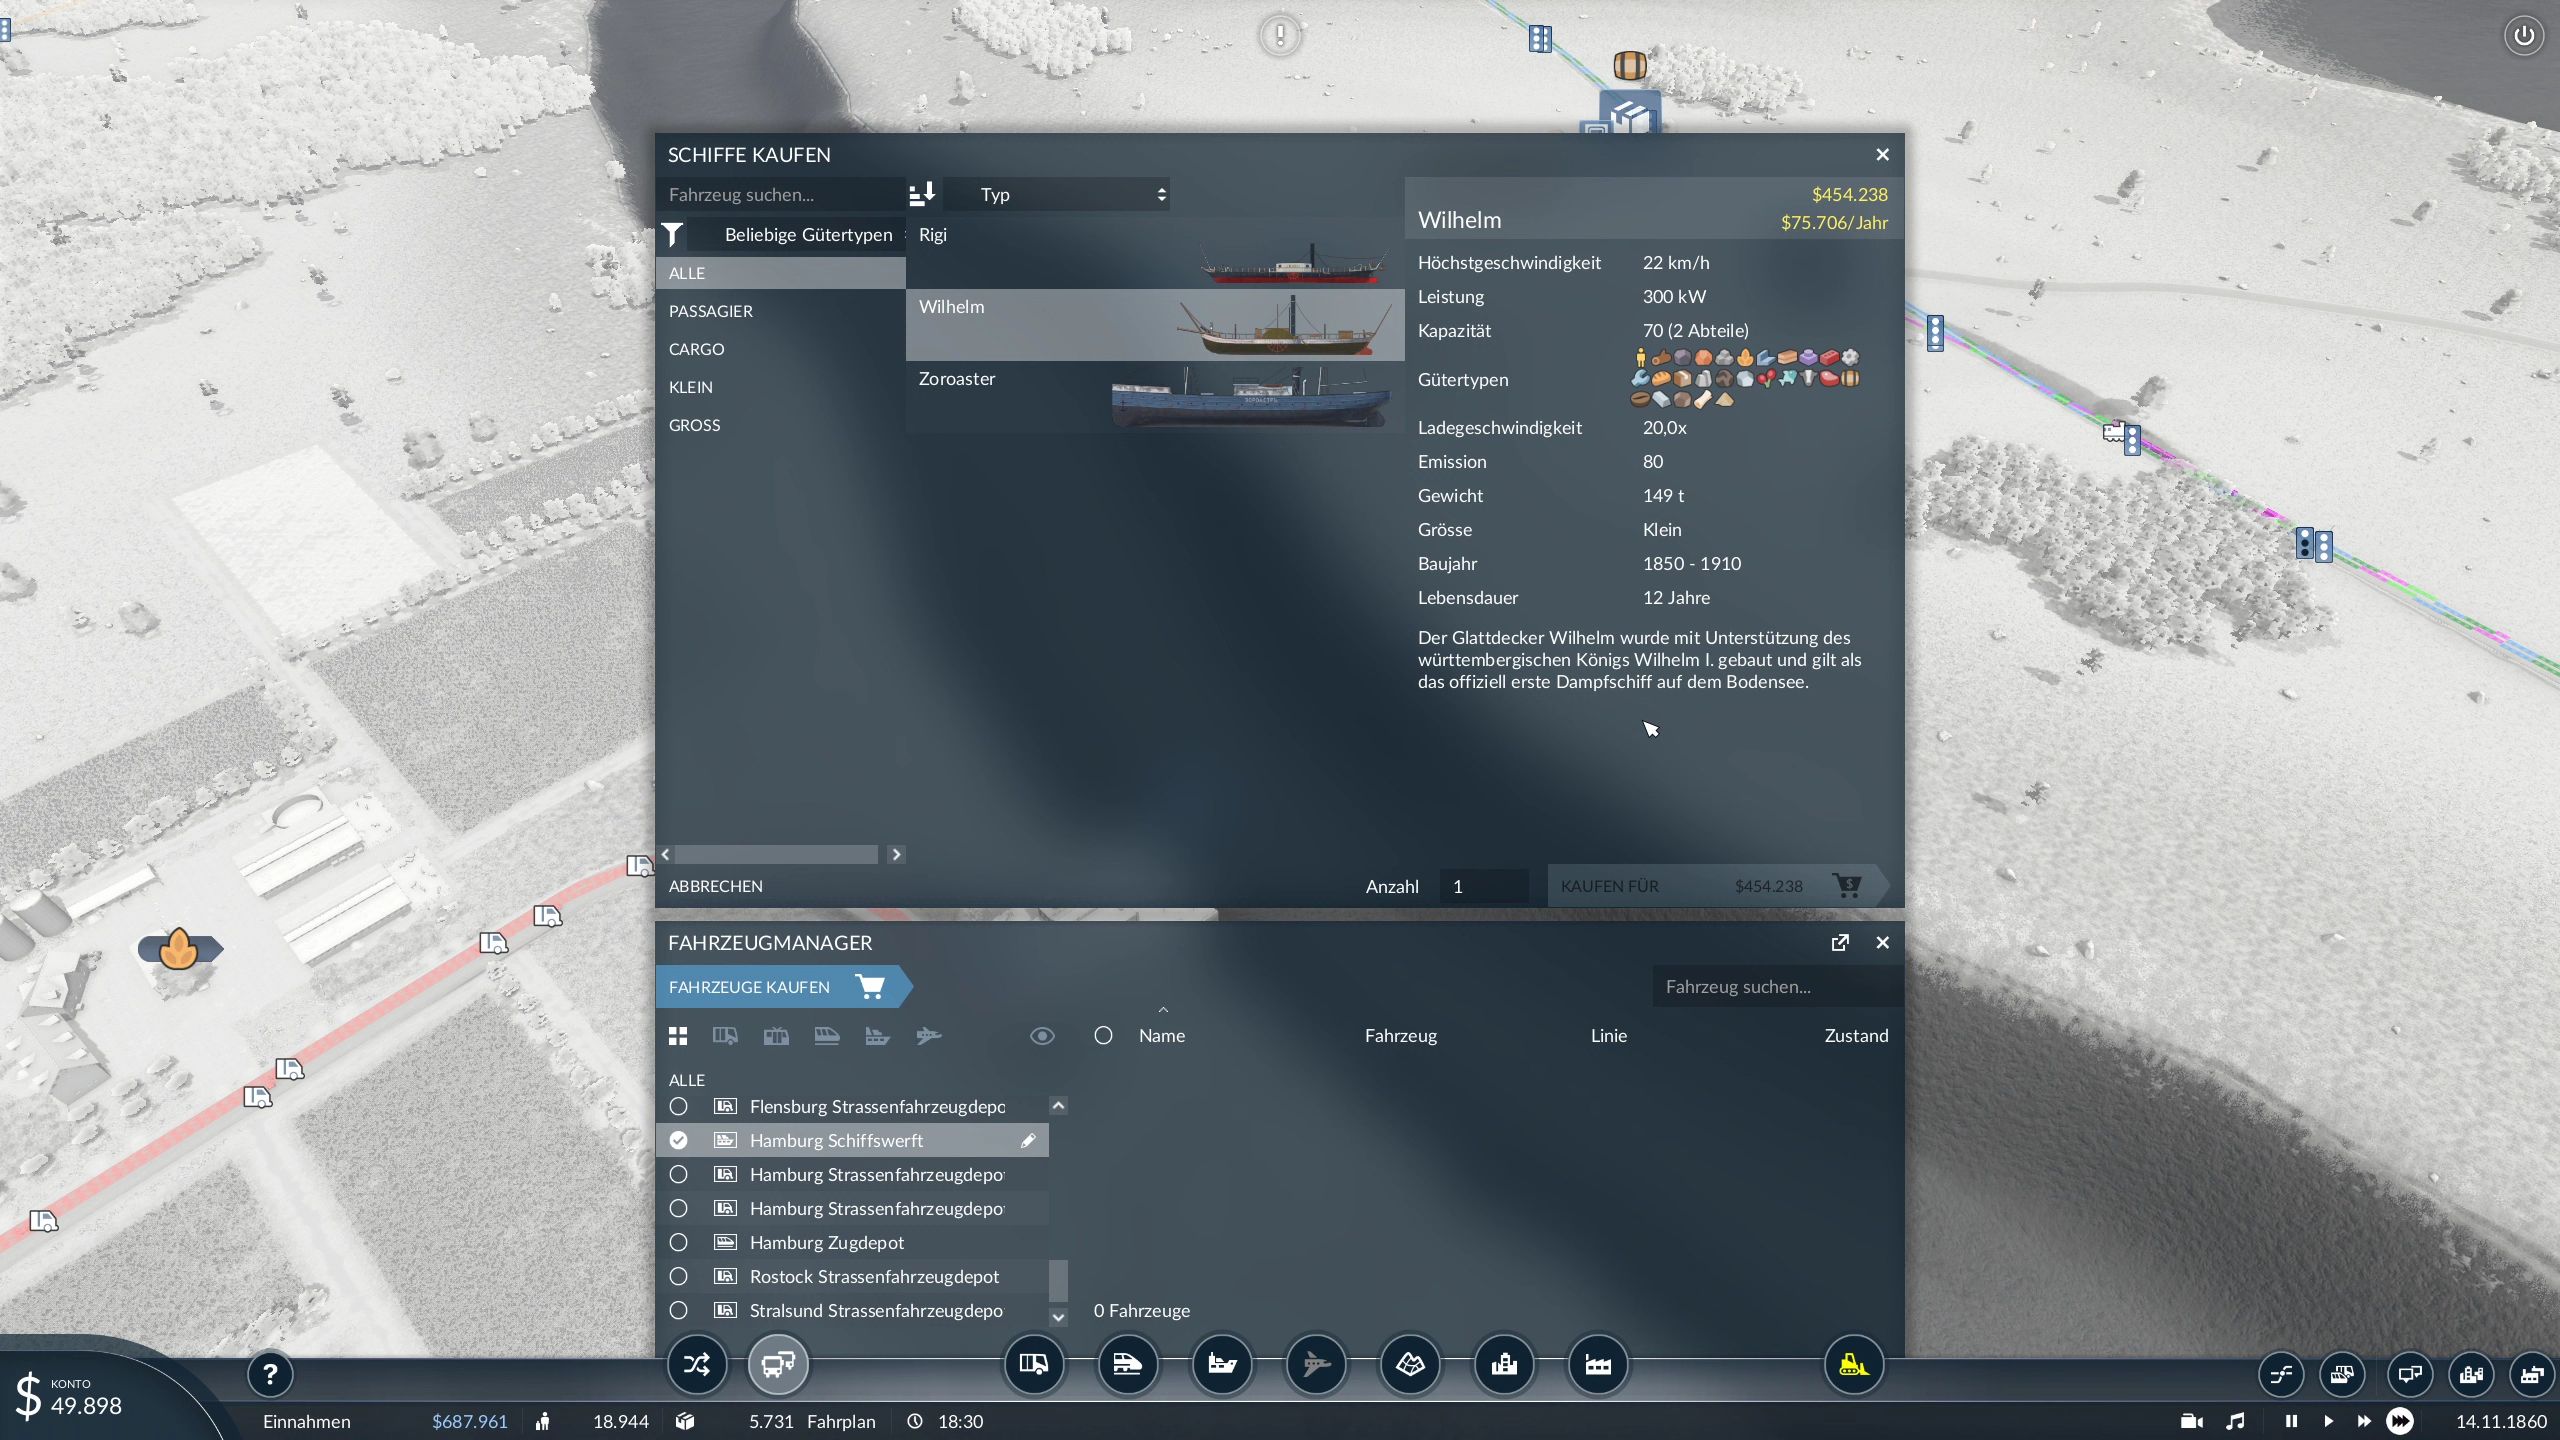 SCHIFFE KAUFEN
Fahrzeug suchen...
Typ
Beliebige Gütertypen
ALLE
PASSAGIER
CARGO
KLEIN
GROSS
Rigi
Wilhelm
Zoroaster
$454.238
Wilhelm
$75.706/Jahr
Höchstgeschwindigkeit 22 km/h
Leistung 300 kW
Kapazität 70 (2 Abteile)
Gütertypen
Ladegeschwindigkeit 20,0x
Emission 80
Gewicht 149 t
Grösse Klein
Baujahr 1850 - 1910
Lebensdauer 12 Jahre
Der Glattdecker Wilhelm wurde mit Unterstützung des
württembergischen Königs Wilhelm I. gebaut und gilt als
das offiziell erste Dampfschiff auf dem Bodensee.
ABBRECHEN
Anzahl 1
KAUFEN FÜR $454.238
FAHRZEUGMANAGER
FAHRZEUGE KAUFEN
Fahrzeug suchen...
Name Fahrzeug Linie Zustand
ALLE
Flensburg Strassenfahrzeugdepo
Hamburg Schiffswerft
Hamburg Strassenfahrzeugdepot
Hamburg Strassenfahrzeugdepot
Hamburg Zugdepot
Rostock Strassenfahrzeugdepot
Stralsund Strassenfahrzeugdepo
0 Fahrzeuge
KONTO
$ 49.898
?
Einnahmen $687.961 18.944 5.731 Fahrplan 18:30
14.11.1860